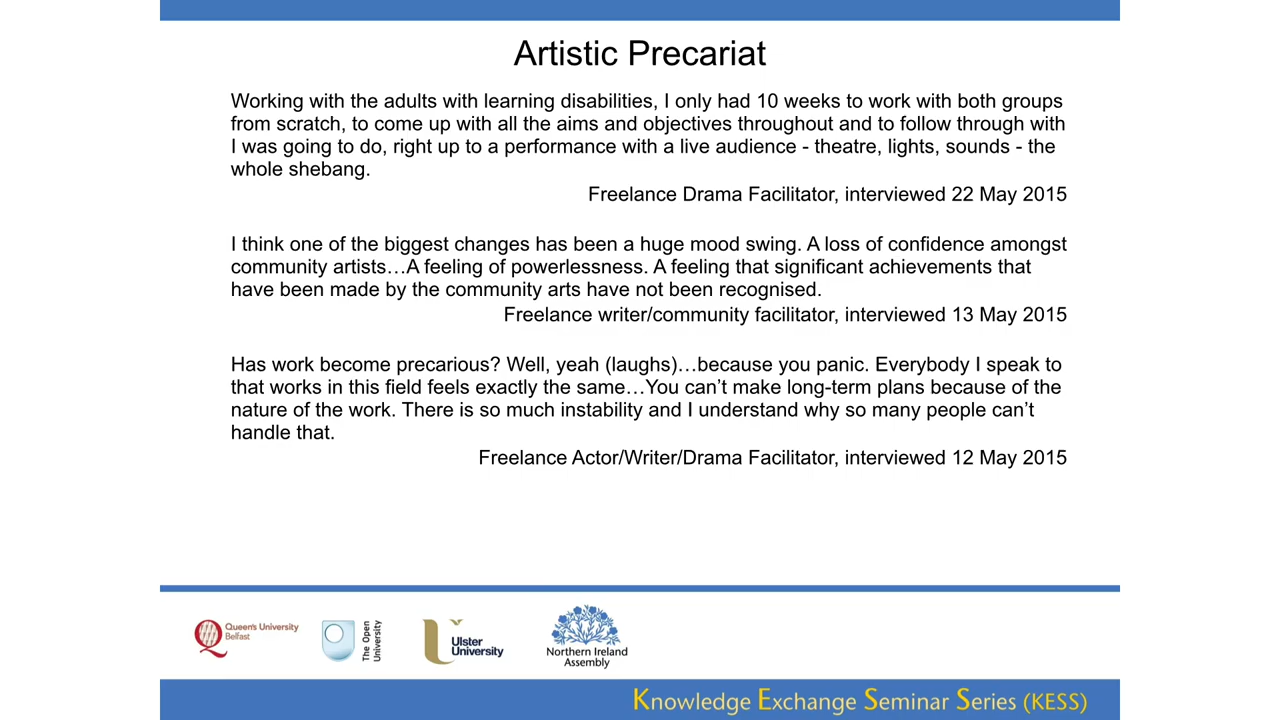 Artistic Precariat
Working with the adults with learning disabilities, I only had 10 weeks to work with both groups
from scratch, to come up with all the aims and objectives throughout and to follow through with
I was going to do, right up to a performance with a live audience - theatre, lights, sounds - the
whole shebang.
Freelance Drama Facilitator, interviewed 22 May 2015
I think one of the biggest changes has been a huge mood swing. A loss of confidence amongst
community artists…A feeling of powerlessness. A feeling that significant achievements that
have been made by the community arts have not been recognised.
Freelance writer/community facilitator, interviewed 13 May 2015
Has work become precarious? Well, yeah (laughs)…because you panic. Everybody I speak to
that works in this field feels exactly the same…You can’t make long-term plans because of the
nature of the work. There is so much instability and I understand why so many people can’t
handle that.
Freelance Actor/Writer/Drama Facilitator, interviewed 12 May 2015
Queen's University
Belfast
The Open
University
Ulster
University
Northern Ireland
Assembly
Knowledge Exchange Seminar Series (KESS)